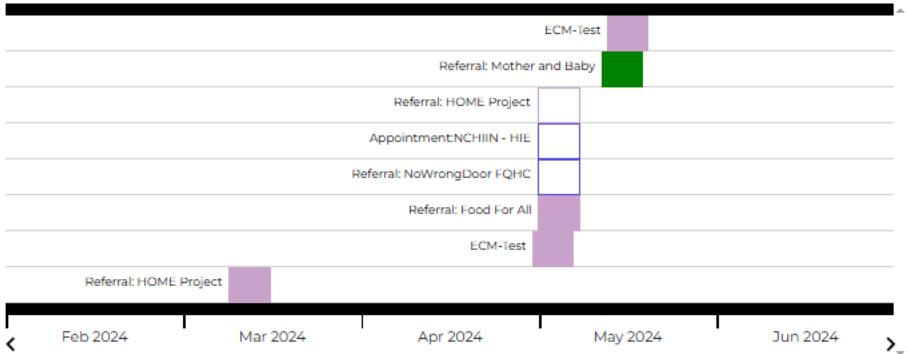 ECM-Test
Referral: Mother and Baby
Referral: HOME Project
Appointment:NCHIIN - HIE
Referral: NoWrongDoor FQHC
Referral: Food For All
ECM-Test
Referral: HOME Project
Feb 2024 Mar 2024 Apr 2024 May 2024 Jun 2024